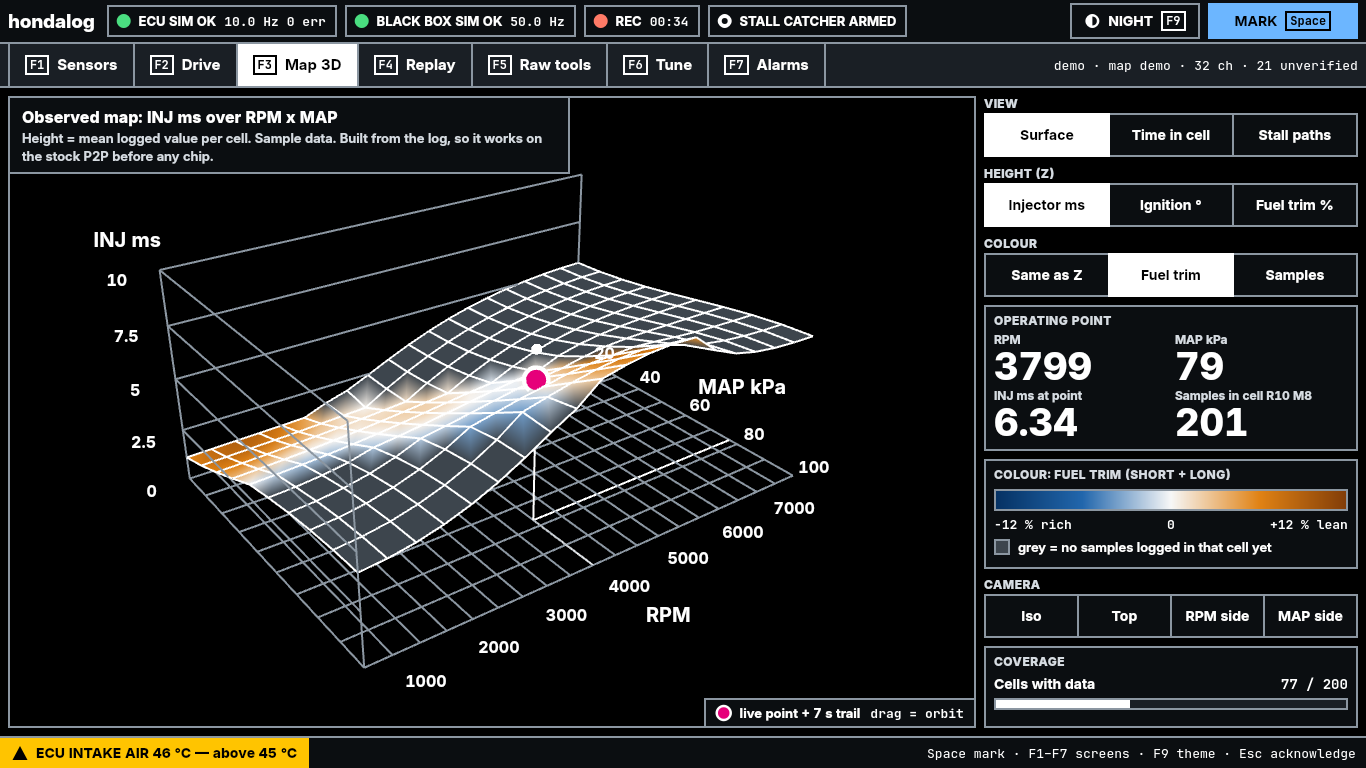 hondalog
ECU SIM OK 10.0 Hz 0 err
BLACK BOX SIM OK 50.0 Hz
REC 00:34
STALL CATCHER ARMED
NIGHT F9
MARK Space
F1 Sensors
F2 Drive
F3 Map 3D
F4 Replay
F5 Raw tools
F6 Tune
F7 Alarms
demo · map demo · 32 ch · 21 unverified
Observed map: INJ ms over RPM x MAP
Height = mean logged value per cell. Sample data. Built from the log, so it works on
the stock P2P before any chip.
INJ ms
10
7.5
5
2.5
0
20
40
60
80
100
MAP kPa
7000
6000
5000
4000
3000
2000
1000
RPM
live point + 7 s trail drag = orbit
VIEW
Surface
Time in cell
Stall paths
HEIGHT (Z)
Injector ms
Ignition °
Fuel trim %
COLOUR
Same as Z
Fuel trim
Samples
OPERATING POINT
RPM
MAP kPa
3799
79
INJ ms at point
Samples in cell R10 M8
6.34
201
COLOUR: FUEL TRIM (SHORT + LONG)
-12 % rich
0
+12 % lean
grey = no samples logged in that cell yet
CAMERA
Iso
Top
RPM side
MAP side
COVERAGE
Cells with data
77 / 200
ECU INTAKE AIR 46 °C — above 45 °C
Space mark · F1–F7 screens · F9 theme · Esc acknowledge